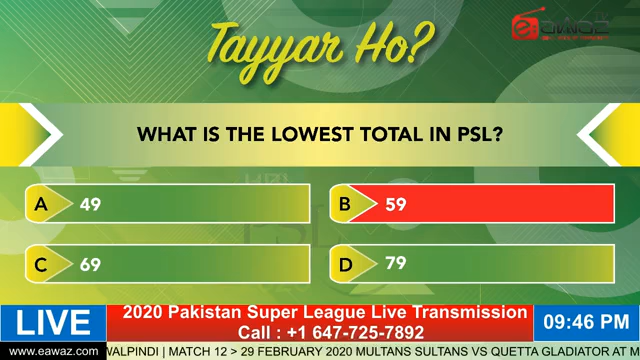 Tayyar Ho?
e:awaz
WHAT IS THE LOWEST TOTAL IN PSL?
A 49
B 59
C 69
D 79
LIVE
2020 Pakistan Super League Live Transmission
Call : +1 647-725-7892
09:46 PM
www.eawaz.com
WALPINDI | MATCH 12 > 29 FEBRUARY 2020 MULTANS SULTANS VS QUETTA GLADIATOR AT M